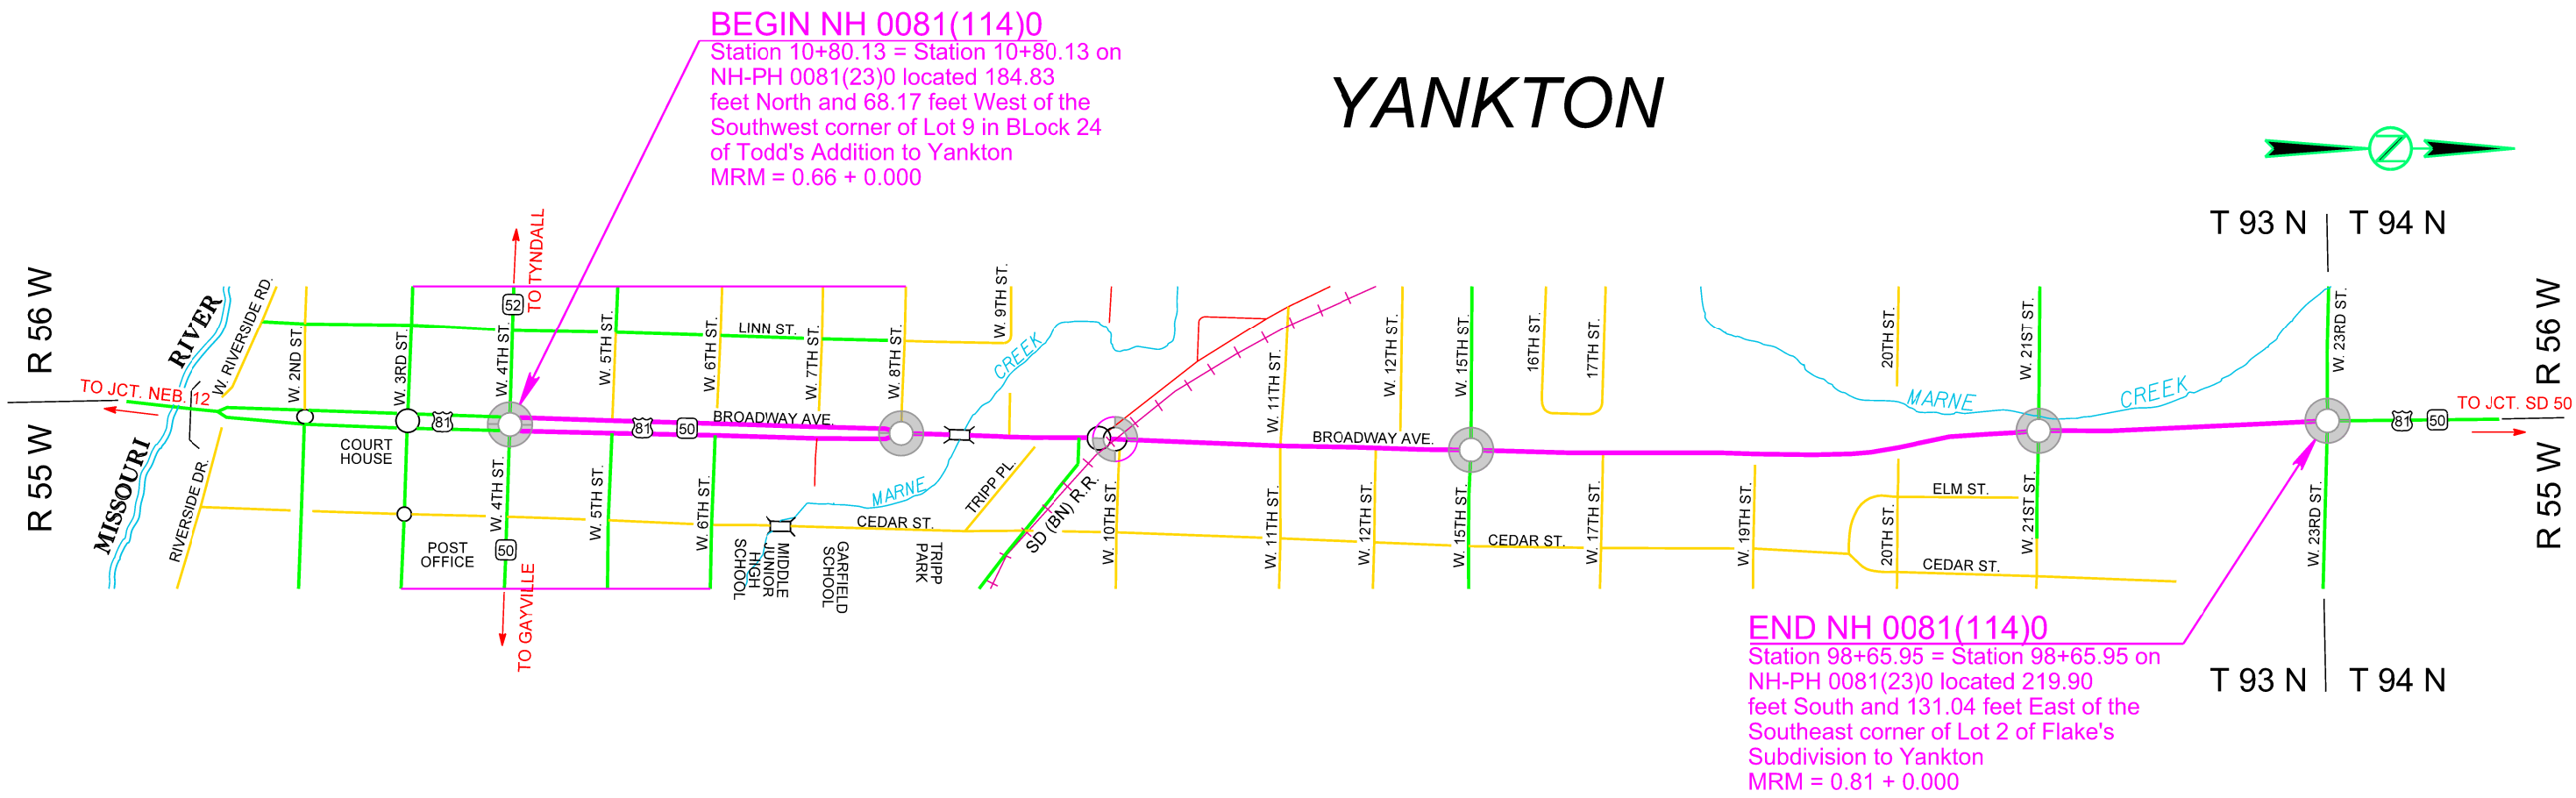 BEGIN NH 0081(114)0
Station 10+80.13 = Station 10+80.13 on
NH-PH 0081(23)0 located 184.83
feet North and 68.17 feet West of the
Southwest corner of Lot 9 in BLock 24
of Todd's Addition to Yankton
MRM = 0.66 + 0.000
YANKTON
Z
T 93 N
T 94 N
R 56 W
R 55 W
MISSOURI
RIVER
TO JCT. NEB. 12
W. RIVERSIDE RD.
RIVERSIDE DR.
W. 2ND ST.
W. 3RD ST.
TO TYNDALL
52
W. 4TH ST.
W. 5TH ST.
W. 6TH ST.
LINN ST.
W. 7TH ST.
W. 8TH ST.
W. 9TH ST.
CREEK
81
COURT
HOUSE
81
50
BROADWAY AVE.
W. 4TH ST.
50
TO GAYVILLE
POST
OFFICE
W. 5TH ST.
W. 6TH ST.
MIDDLE
JUNIOR
HIGH
SCHOOL
GARFIELD
SCHOOL
TRIPP
PARK
MARNE
CEDAR ST.
TRIPP PL.
SD (BN) R.R.
W. 10TH ST.
W. 11TH ST.
W. 11TH ST.
W. 12TH ST.
W. 12TH ST.
BROADWAY AVE.
W. 15TH ST.
W. 15TH ST.
CEDAR ST.
16TH ST.
17TH ST.
W. 17TH ST.
W. 19TH ST.
20TH ST.
20TH ST.
MARNE
CREEK
ELM ST.
CEDAR ST.
W. 21ST ST.
W. 21ST ST.
W. 23RD ST.
W. 23RD ST.
81
50
TO JCT. SD 50
R 56 W
R 55 W
END NH 0081(114)0
Station 98+65.95 = Station 98+65.95 on
NH-PH 0081(23)0 located 219.90
feet South and 131.04 feet East of the
Southeast corner of Lot 2 of Flake's
Subdivision to Yankton
MRM = 0.81 + 0.000
T 93 N
T 94 N